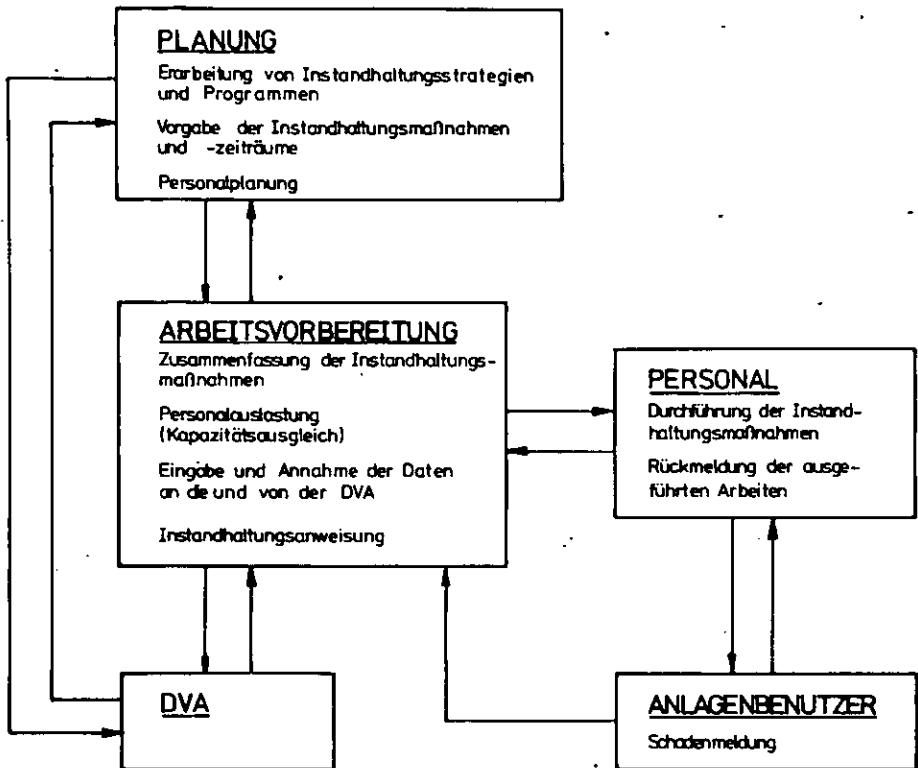 PLANUNG
Erarbeitung von Instandhaltungsstrategien
und Programmen
Vorgabe der Instandhaltungsmaßnahmen
und -zeiträume
Personalplanung
ARBEITSVORBEREITUNG
Zusammenfassung der Instandhaltungs-
maßnahmen
Personalauslastung
(Kapazitätsausgleich)
Eingabe und Annahme der Daten
an die und von der DVA
Instandhaltungsanweisung
PERSONAL
Durchführung der Instand-
haltungsmaßnahmen
Rückmeldung der ausge-
führten Arbeiten
DVA
ANLAGENBENUTZER
Schadenmeldung